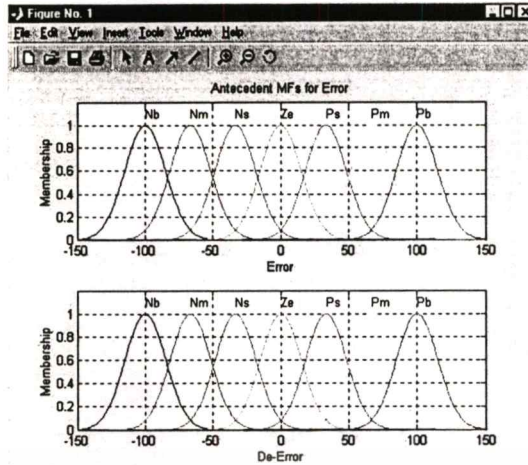 Figure No. 1
File Edit View Insert Tools Window Help
Antecedent MFs for Error
Nb Nm Ns Ze Ps Pm Pb
1
0.8
0.6
0.4
0.2
0
Membership
-150 -100 -50 0 50 100 150
Error
Nb Nm Ns Ze Ps Pm Pb
1
0.8
0.6
0.4
0.2
0
Membership
-150 -100 -50 0 50 100 150
De-Error